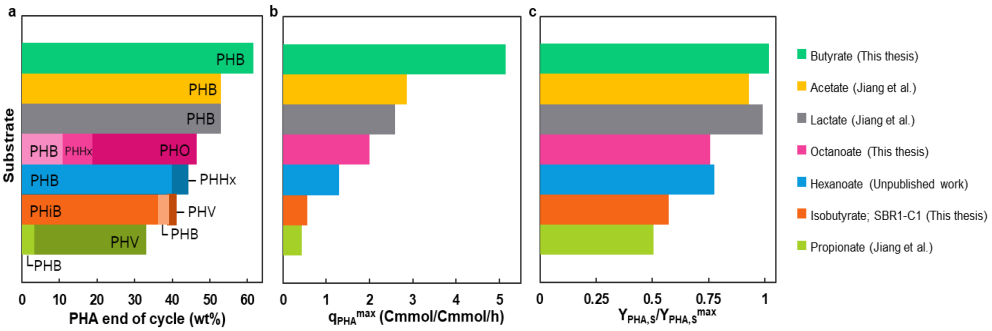 a
b
c
Substrate
PHB
PHB
PHB
PHB PHHx PHO
PHB PHHx
PHiB PHV
PHB
PHV
PHB
0 10 20 30 40 50 60
PHA end of cycle (wt%)
0 1 2 3 4 5
qPHAmax (Cmmol/Cmmol/h)
0 0.25 0.5 0.75 1
YPHA,S/YPHA,Smax
Butyrate (This thesis)
Acetate (Jiang et al.)
Lactate (Jiang et al.)
Octanoate (This thesis)
Hexanoate (Unpublished work)
Isobutyrate; SBR1-C1 (This thesis)
Propionate (Jiang et al.)